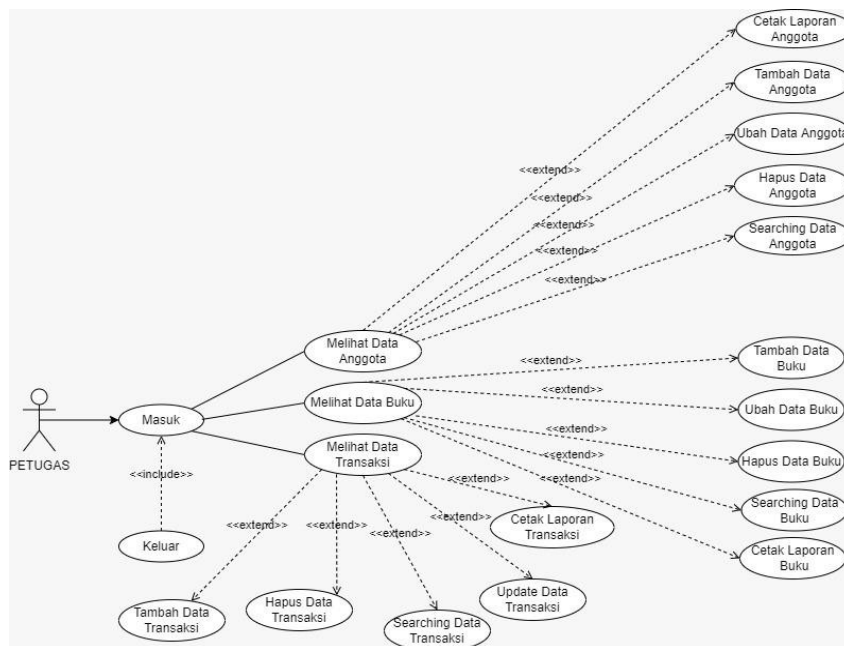 Cetak Laporan
Anggota
Tambah Data
Anggota
Ubah Data Anggota
<<extend>>
Hapus Data
Anggota
<<extend>>
<<extend>>
Searching Data
Anggota
<<extend>>
<<extend>>
Melihat Data
Anggota
Tambah Data
Buku
<<extend>>
<<extend>>
Melihat Data Buku
Ubah Data Buku
Masuk
<<extend>>
Melihat Data
Transaksi
<<extend>>
Hapus Data Buku
PETUGAS
<<include>>
<<extend>>
Searching Data
Buku
<<extend>>
<<extend>>
<<extend>>
<<extend>>
<<extend>>
Cetak Laporan
Transaksi
Keluar
Cetak Laporan
Buku
Tambah Data
Transaksi
Hapus Data
Transaksi
Searching Data
Transaksi
Update Data
Transaksi